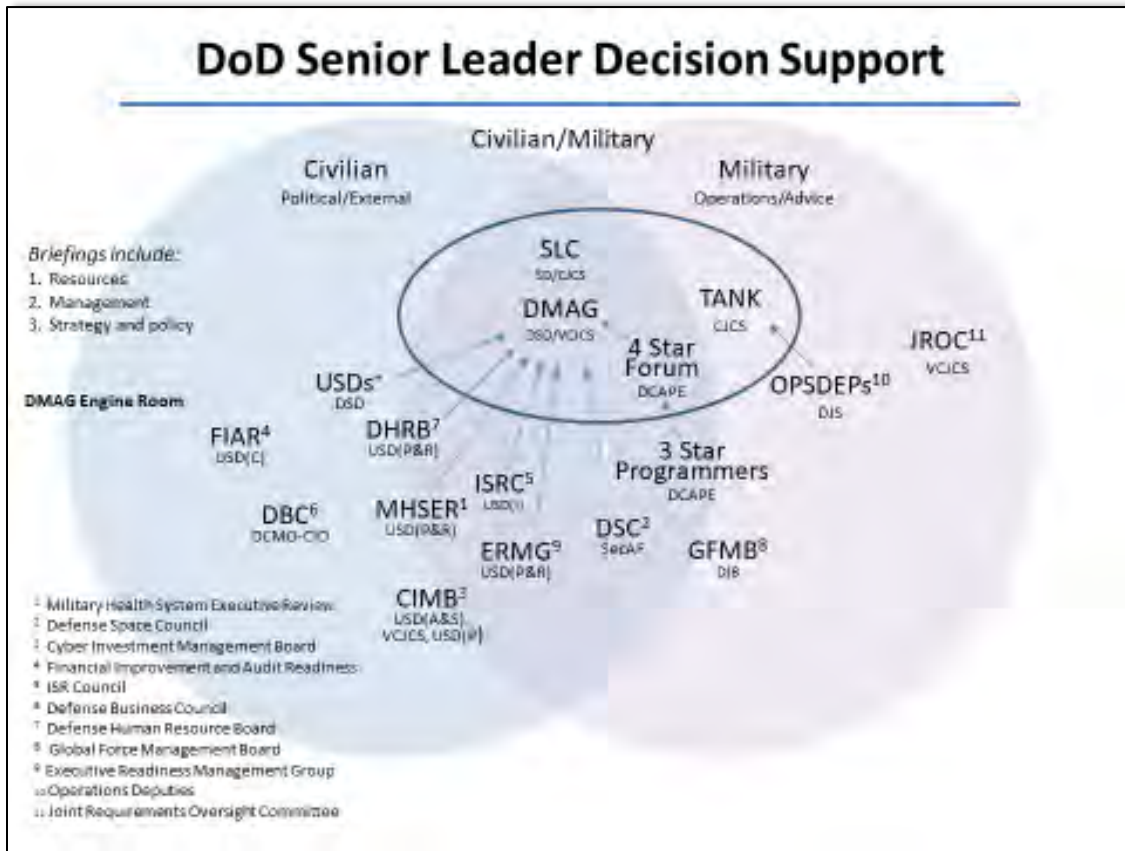 DoD Senior Leader Decision Support
Civilian/Military
Civilian
Political/External
Military
Operations/Advice
Briefings include:
1. Resources
2. Management
3. Strategy and policy
SLC
SD/CJCS
DMAG
DSD/VCJCS
TANK
CJCS
4 Star
Forum
DCAPE
JROC¹¹
VCJCS
OPSDEPs¹⁰
DJS
USDs
DSD
DMAG Engine Room
FIAR⁴
USD(C)
DHRB⁷
USD(P&R)
3 Star
Programmers
DCAPE
ISRC⁵
USD(I)
DBC⁶
DCMO-CIO
MHSER¹
USD(P&R)
DSC²
SecAF
ERMG⁹
USD(P&R)
GFMB⁸
DJ8
CIMB³
USD(A&S)
VCJCS, USD(P)
¹ Military Health System Executive Review
² Defense Space Council
³ Cyber Investment Management Board
⁴ Financial Improvement and Audit Readiness
⁵ ISR Council
⁶ Defense Business Council
⁷ Defense Human Resource Board
⁸ Global Force Management Board
⁹ Executive Readiness Management Group
¹⁰ Operations Deputies
¹¹ Joint Requirements Oversight Committee